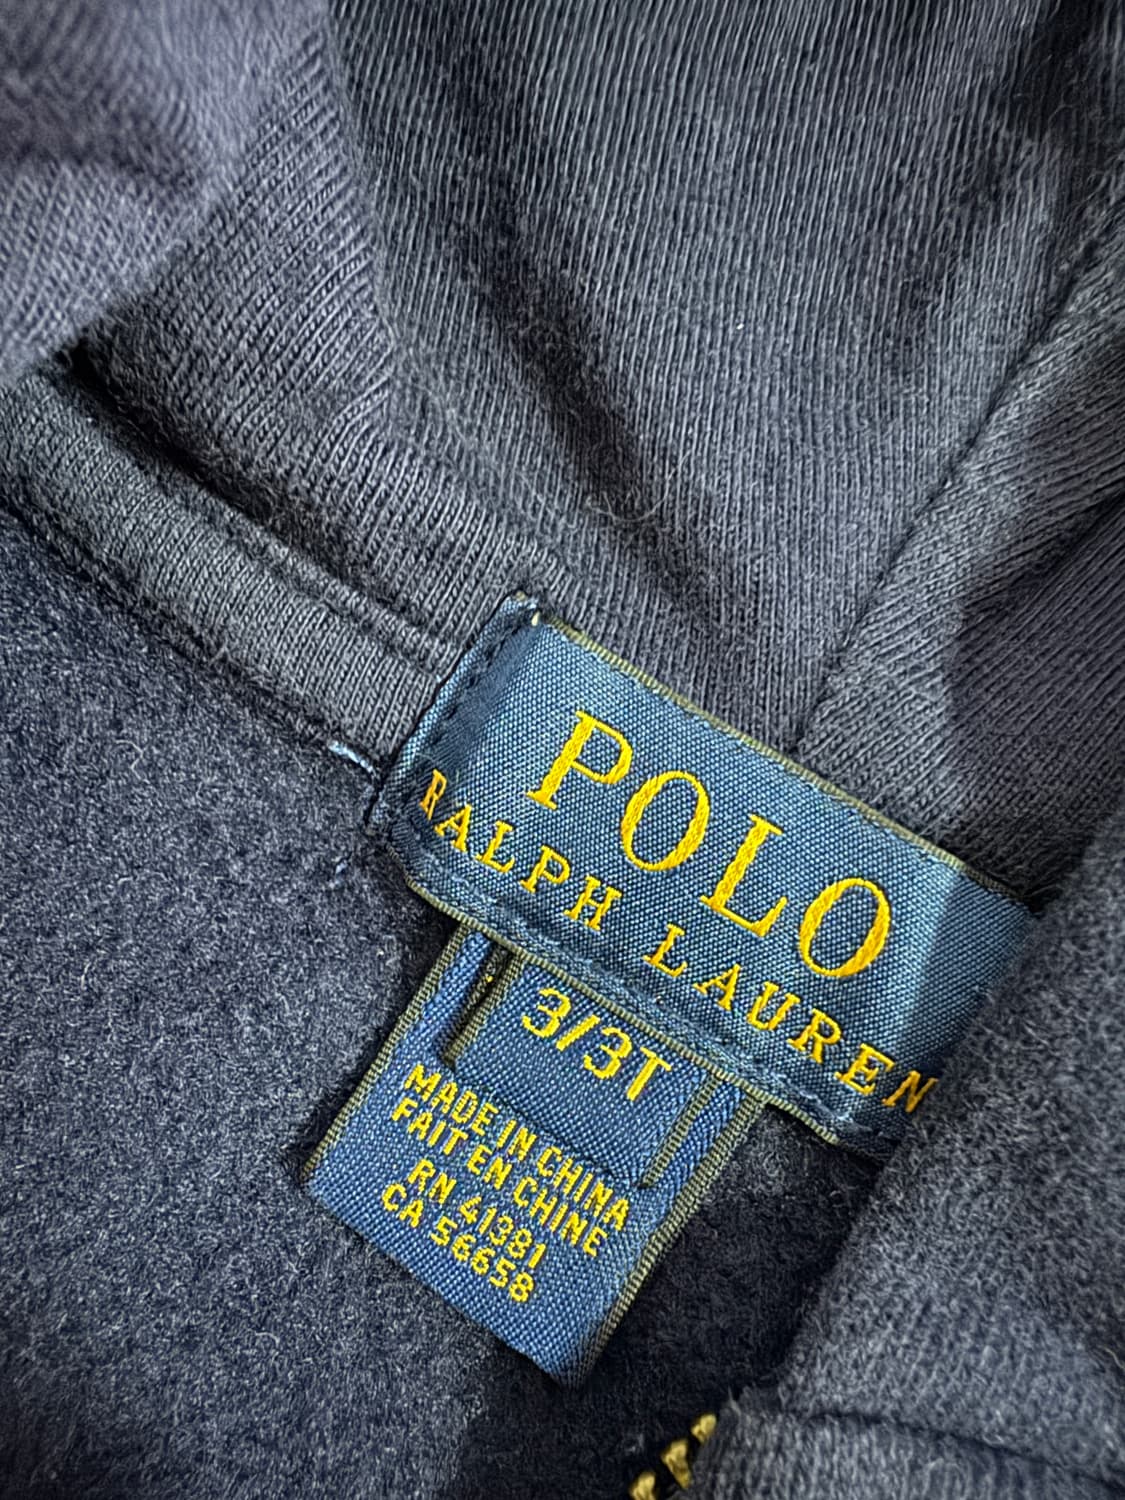 POLO
RALPH LAUREN
3/3T
MADE IN CHINA
FAIT EN CHINE
RN 41381
CA 56658